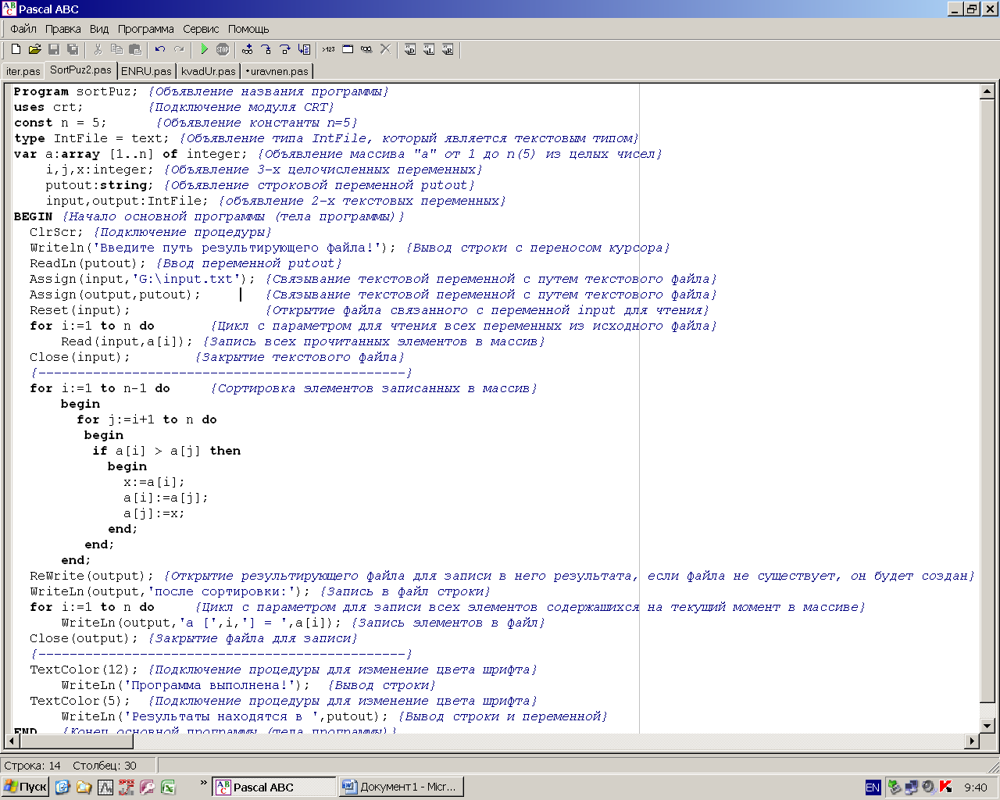 Pascal ABC
Файл Правка Вид Программа Сервис Помощь
iter.pas SortPuz2.pas ENRU.pas kvadUr.pas •uravnen.pas
Program sortPuz; {Объявление названия программы}
uses crt; {Подключение модуля CRT}
const n = 5; {Объявление константы n=5}
type IntFile = text; {Объявление типа IntFile, который является текстовым типом}
var a:array [1..n] of integer; {Объявление массива "a" от 1 до n(5) из целых чисел}
i,j,x:integer; {Объявление 3-х целочисленных переменных}
putout:string; {Объявление строковой переменной putout}
input,output:IntFile; {объявление 2-х текстовых переменных}
BEGIN {Начало основной программы (тела программы)}
ClrScr; {Подключение процедуры}
Writeln('Введите путь результирующего файла!'); {Вывод строки с переносом курсора}
ReadLn(putout); {Ввод переменной putout}
Assign(input,'G:\input.txt'); {Связывание текстовой переменной с путем текстового файла}
Assign(output,putout); {Связывание текстовой переменной с путем текстового файла}
Reset(input); {Открытие файла связанного с переменной input для чтения}
for i:=1 to n do {Цикл с параметром для чтения всех переменных из исходного файла}
Read(input,a[i]); {Запись всех прочитанных элементов в массив}
Close(input); {Закрытие текстового файла}
{-----------------------------------------------}
for i:=1 to n-1 do {Сортировка элементов записанных в массив}
begin
for j:=i+1 to n do
begin
if a[i] > a[j] then
begin
x:=a[i];
a[i]:=a[j];
a[j]:=x;
end;
end;
end;
ReWrite(output); {Открытие результирующего файла для записи в него результата, если файла не существует, он будет создан}
WriteLn(output,'после сортировки:'); {Запись в файл строки}
for i:=1 to n do {Цикл с параметром для записи всех элементов содержашихся на текущий момент в массиве}
WriteLn(output,'a [',i,'] = ',a[i]); {Запись элементов в файл}
Close(output); {Закрытие файла для записи}
{-----------------------------------------------}
TextColor(12); {Подключение процедуры для изменение цвета шрифта}
WriteLn('Программа выполнена!'); {Вывод строки}
TextColor(5); {Подключение процедуры для изменение цвета шрифта}
WriteLn('Результаты находятся в ',putout); {Вывод строки и переменной}
END {Конец основной программы (тела программы)}
Строка: 14 Столбец: 30
Пуск » Pascal ABC Документ1 - Micr... EN 9:40